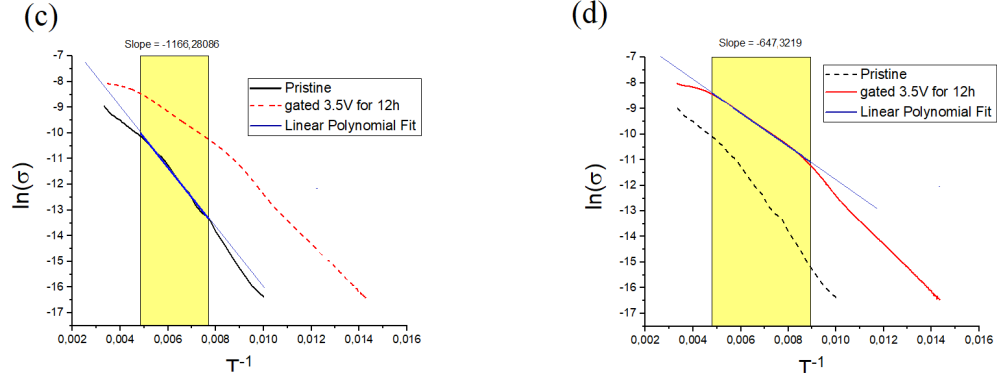 (c)
Slope = -1166,28086
-7
-8
-9
-10
-11
-12
-13
-14
-15
-16
-17
ln(σ)
Pristine
gated 3.5V for 12h
Linear Polynomial Fit
0,002 0,004 0,006 0,008 0,010 0,012 0,014 0,016
T⁻¹
(d)
Slope = -647,3219
-7
-8
-9
-10
-11
-12
-13
-14
-15
-16
-17
ln(σ)
Pristine
gated 3.5V for 12h
Linear Polynomial Fit
0,002 0,004 0,006 0,008 0,010 0,012 0,014 0,016
T⁻¹